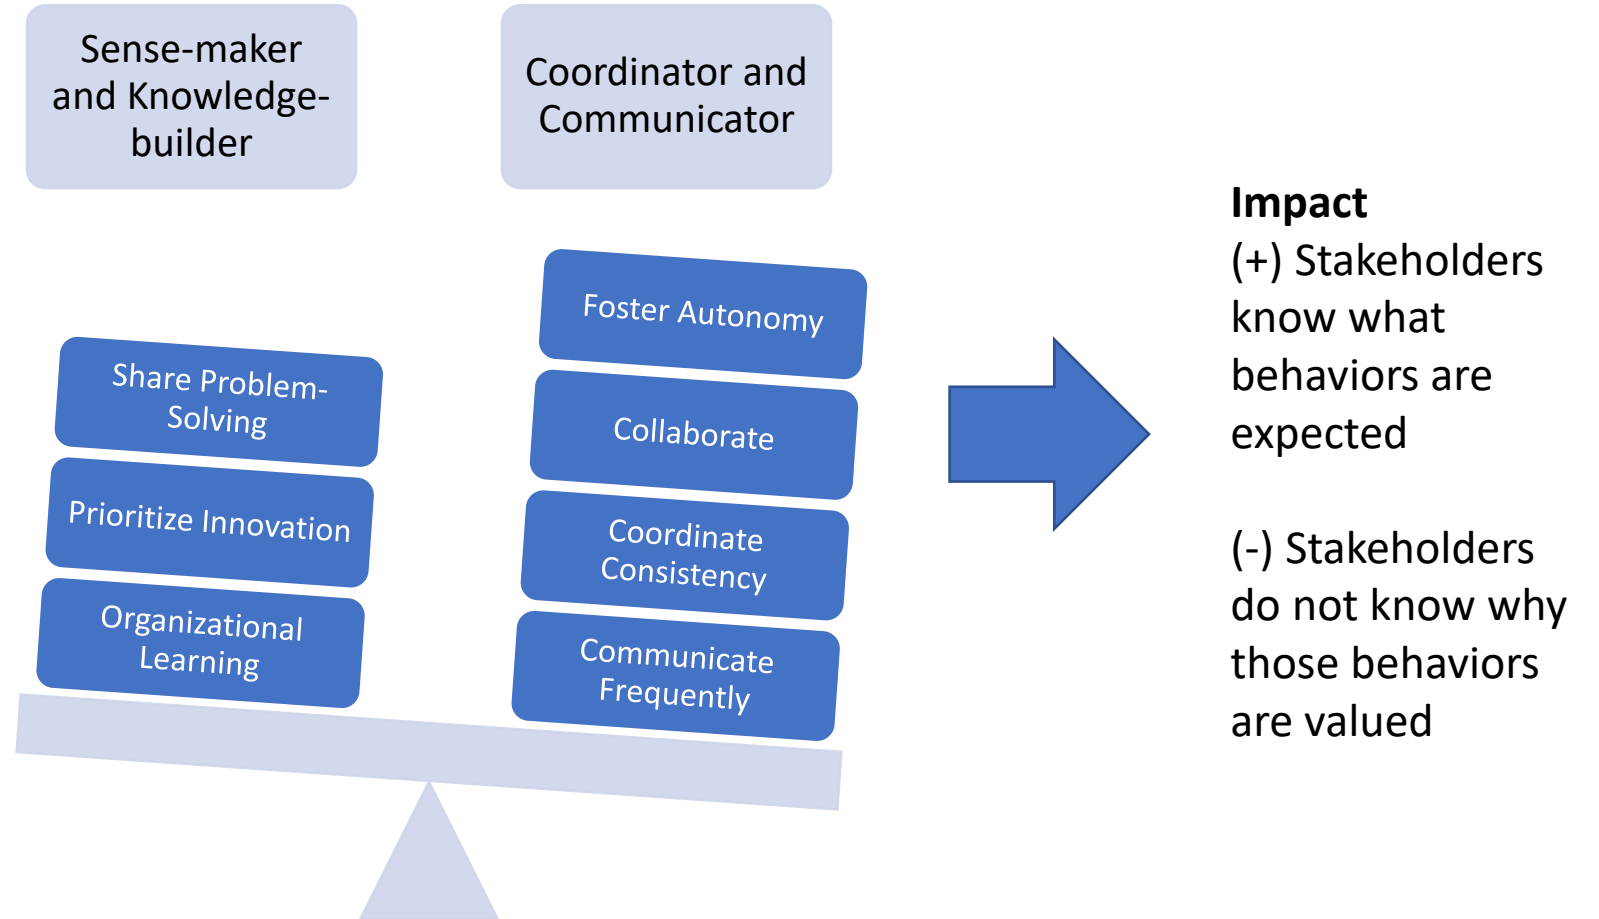 Sense-maker
and Knowledge-
builder
Coordinator and
Communicator
Share Problem-
Solving
Prioritize Innovation
Organizational
Learning
Foster Autonomy
Collaborate
Coordinate
Consistency
Communicate
Frequently
Impact
(+) Stakeholders
know what
behaviors are
expected
(-) Stakeholders
do not know why
those behaviors
are valued